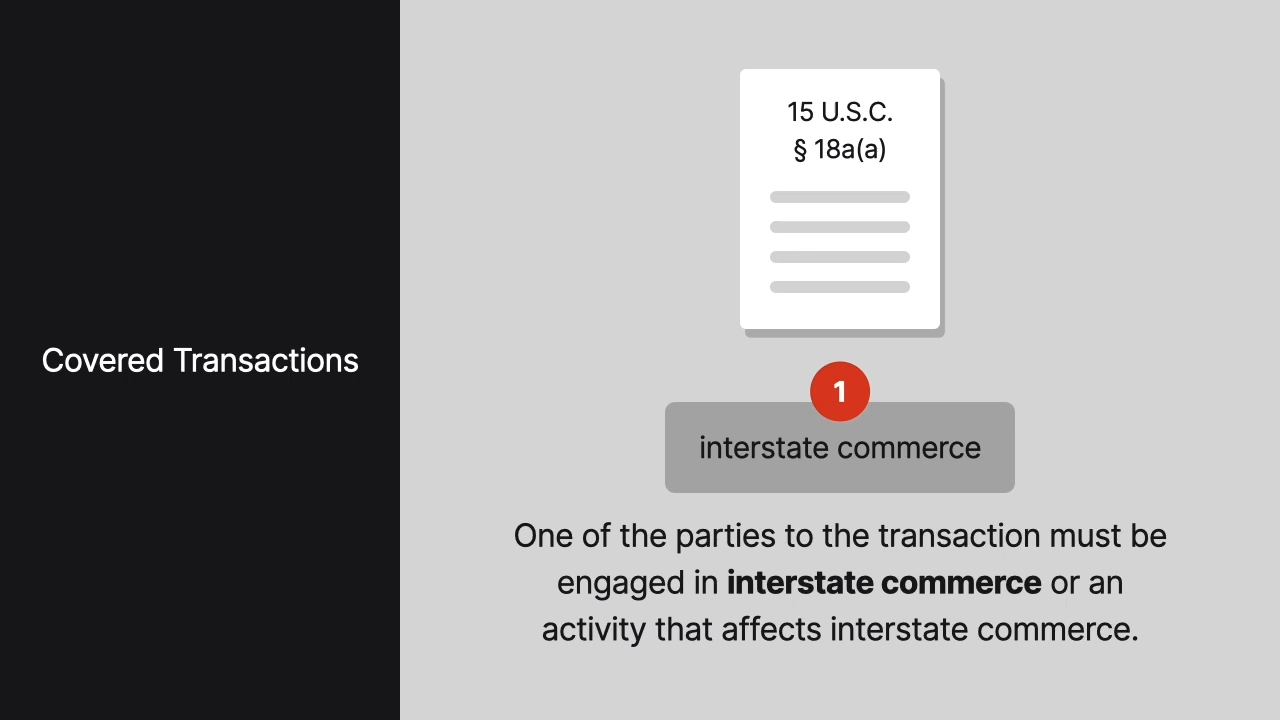 Covered Transactions
15 U.S.C.
§ 18a(a)
1
interstate commerce
One of the parties to the transaction must be
engaged in interstate commerce or an
activity that affects interstate commerce.